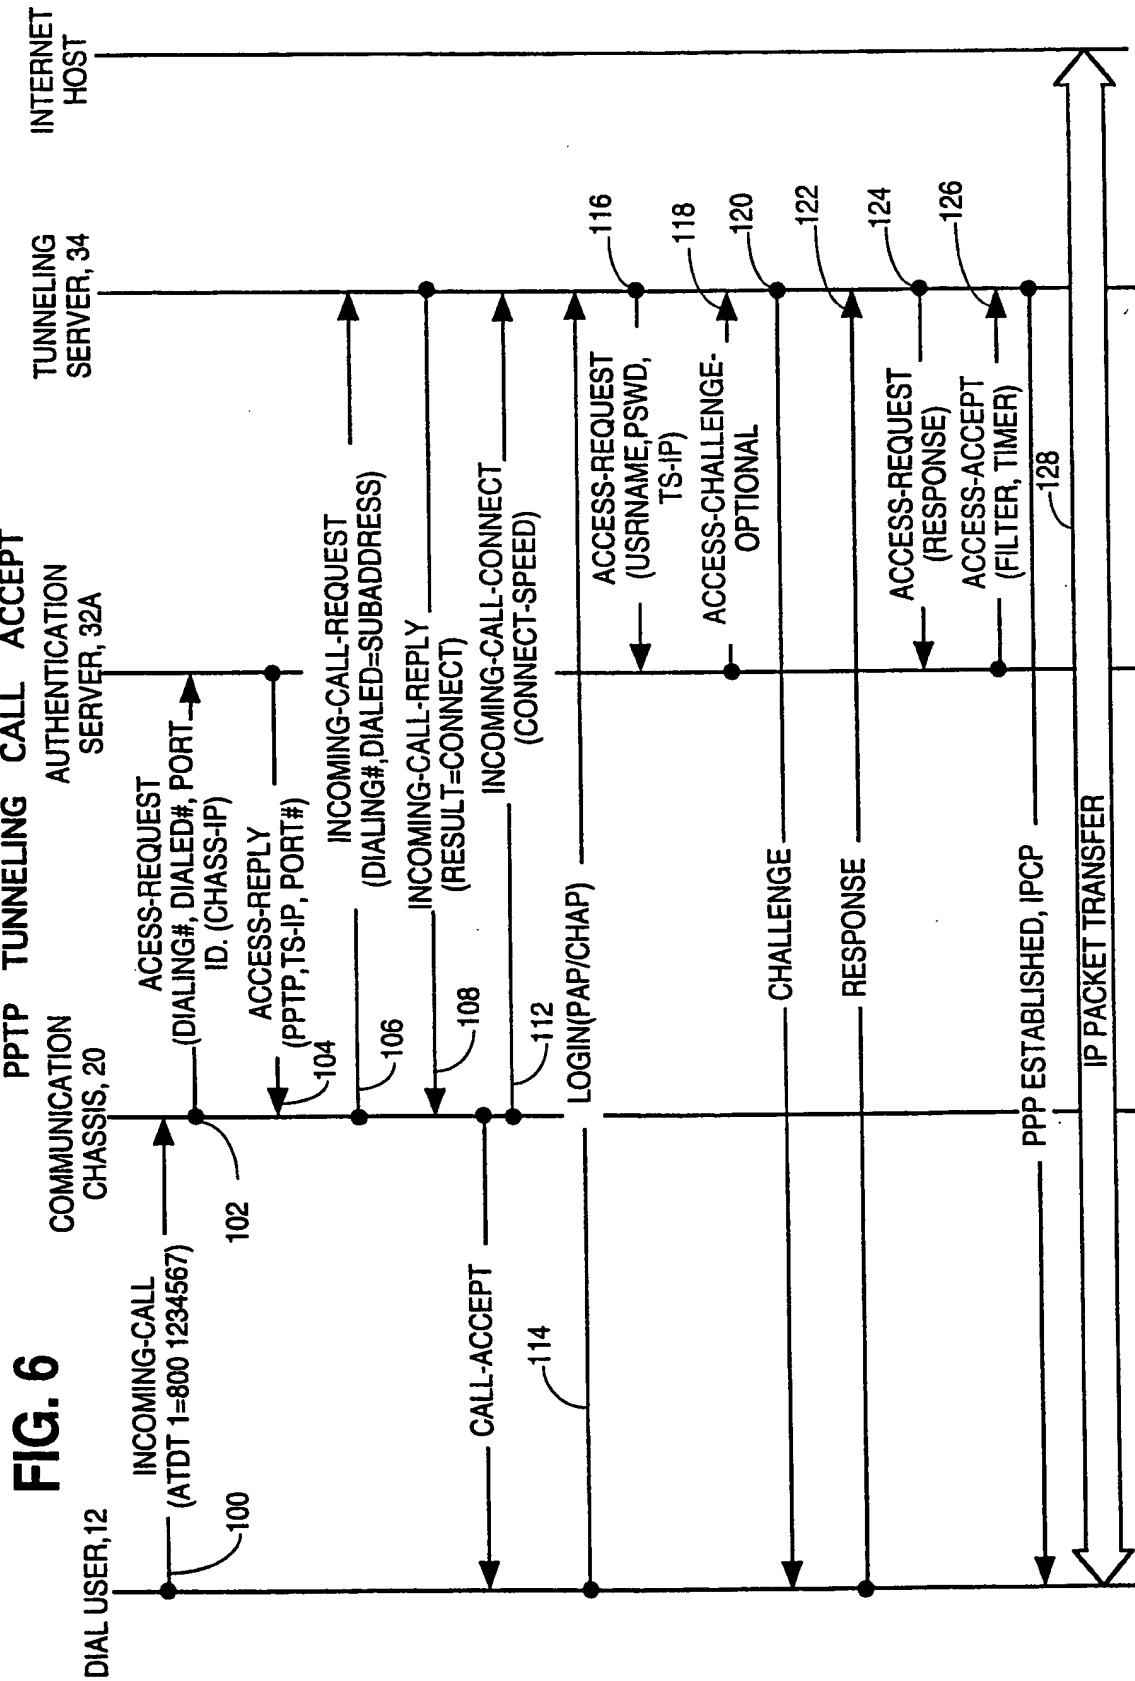 FIG. 6
PPTP TUNNELING CALL ACCEPT
DIAL USER,12
COMMUNICATION
CHASSIS, 20
AUTHENTICATION
SERVER, 32A
TUNNELING
SERVER, 34
INTERNET
HOST
INCOMING-CALL
(ATDT 1=800 1234567)
100
102
ACESS-REQUEST
(DIALING#, DIALED#, PORT
ID. (CHASS-IP)
ACCESS-REPLY
(PPTP,TS-IP, PORT#)
104
INCOMING-CALL-REQUEST
(DIALING#,DIALED=SUBADDRESS)
106
INCOMING-CALL-REPLY
(RESULT=CONNECT)
108
CALL-ACCEPT
INCOMING-CALL-CONNECT
(CONNECT-SPEED)
112
114
LOGIN(PAP/CHAP)
ACCESS-REQUEST
(USRNAME,PSWD,
TS-IP)
116
ACCESS-CHALLENGE-
OPTIONAL
118
CHALLENGE
120
RESPONSE
122
ACCESS-REQUEST
(RESPONSE)
124
ACCESS-ACCEPT
(FILTER, TIMER)
126
PPP ESTABLISHED, IPCP
128
IP PACKET TRANSFER